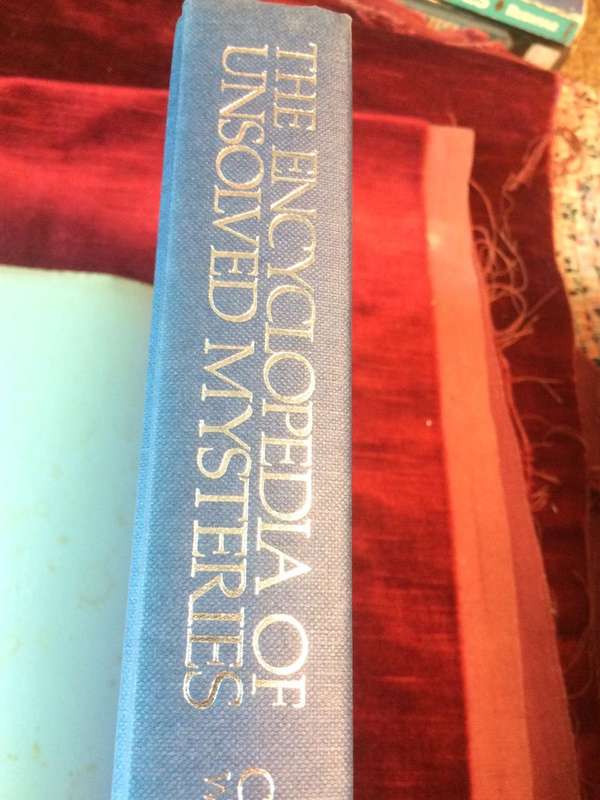 THE ENCYCLOPEDIA OF
UNSOLVED MYSTERIES